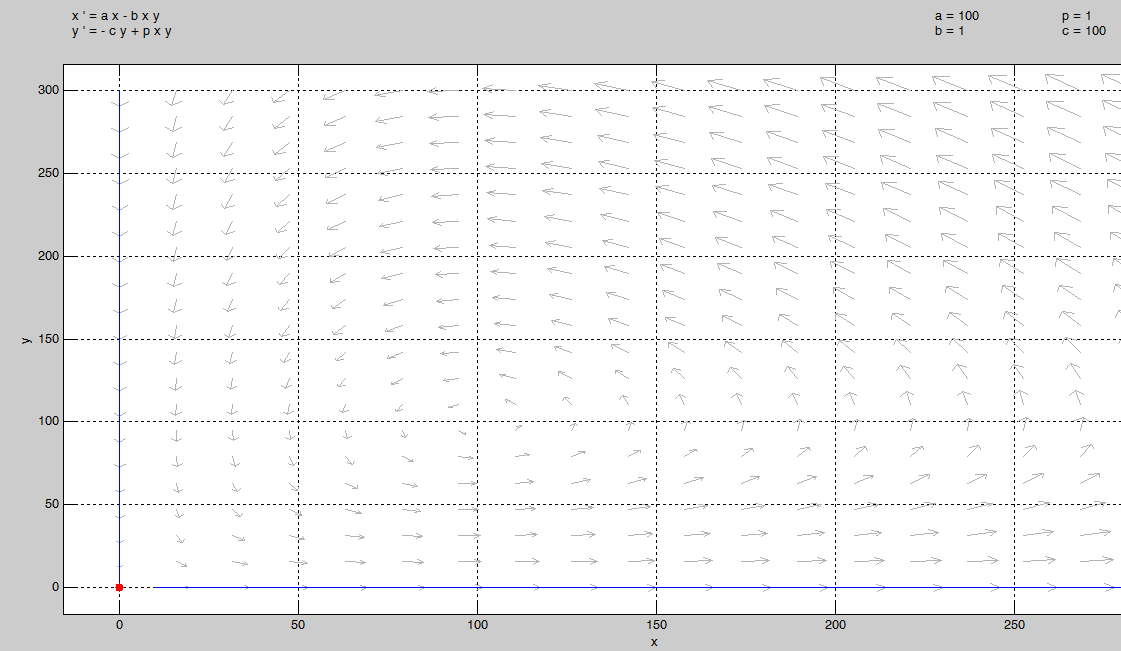 x ' = a x - b x y
y ' = - c y + p x y
a = 100
b = 1
p = 1
c = 100
300
250
200
150
100
50
0
y
0
50
100
150
200
250
x